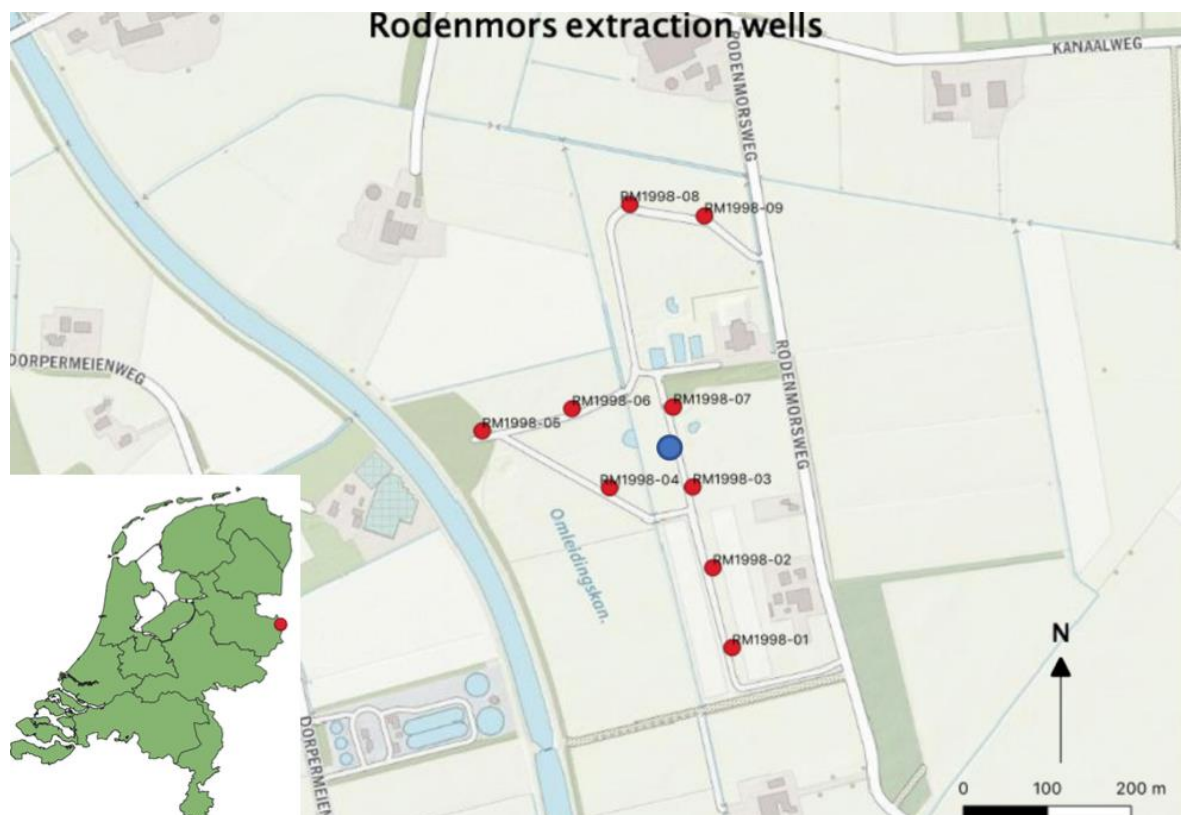 Rodenmors extraction wells
KANAALWEG
RODENMORSWEG
RM1998-08
RM1998-09
DORPERMEIENWEG
RODENMORSWEG
RM1998-06
RM1998-07
RM1998-05
RM1998-04
RM1998-03
Omleidingskan.
RM1998-02
RM1998-01
N
DORPERMEIEN
0 100 200 m